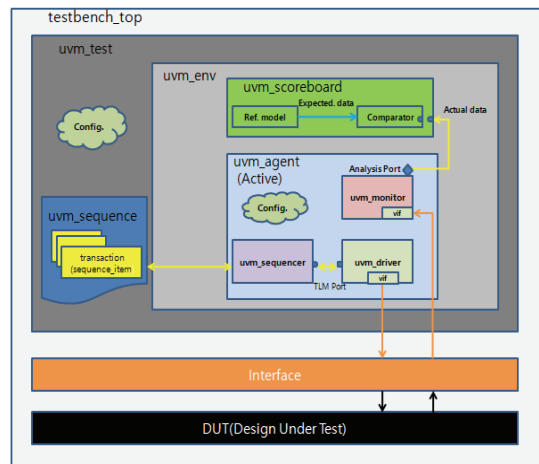 testbench_top
uvm_test
uvm_env
uvm_scoreboard
Config.
Ref. model
Expected. data
Comparator
Actual data
uvm_agent
(Active)
Analysis Port
Config.
uvm_monitor
vif
uvm_sequence
transaction
(sequence_item
uvm_sequencer
TLM Port
uvm_driver
vif
Interface
DUT(Design Under Test)